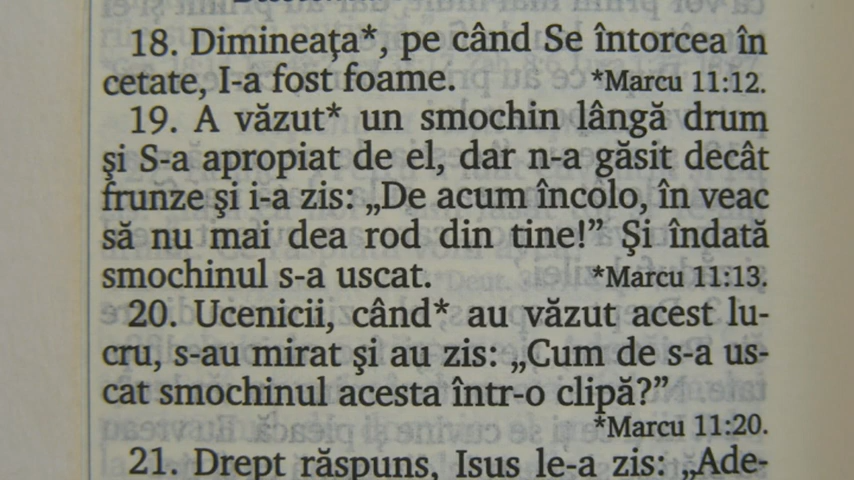 18. Dimineaţa*, pe când Se întorcea în
cetate, I-a fost foame. *Marcu 11:12.
19. A văzut* un smochin lângă drum
şi S-a apropiat de el, dar n-a găsit decât
frunze şi i-a zis: „De acum încolo, în veac
să nu mai dea rod din tine!” Şi îndată
smochinul s-a uscat. *Marcu 11:13.
20. Ucenicii, când* au văzut acest lu-
cru, s-au mirat şi au zis: „Cum de s-a us-
cat smochinul acesta într-o clipă?”
*Marcu 11:20.
21. Drept răspuns, Isus le-a zis: „Ade-